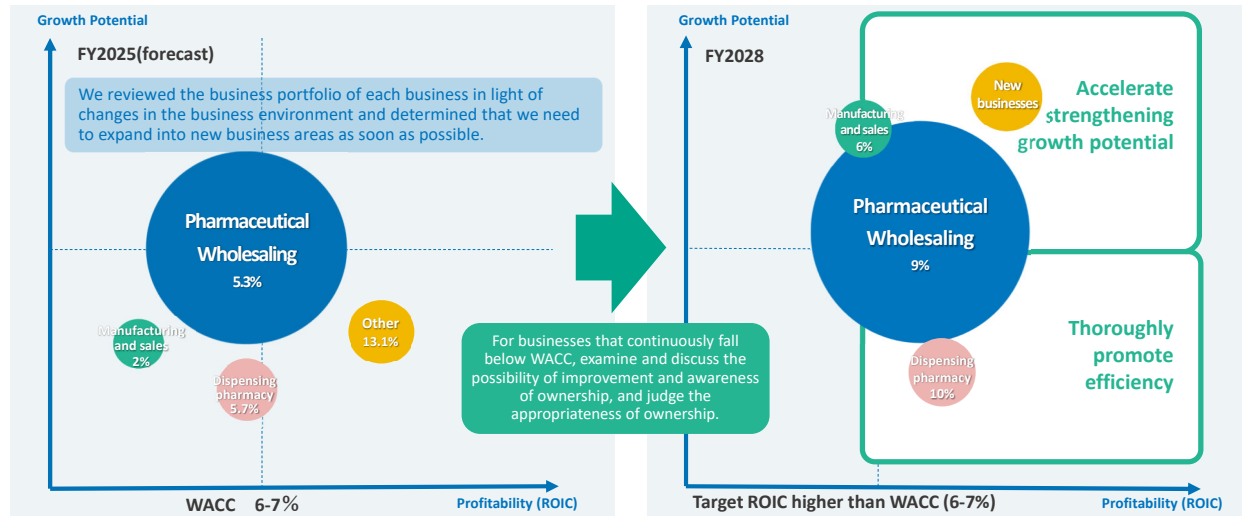 Growth Potential
FY2025(forecast)
We reviewed the business portfolio of each business in light of
changes in the business environment and determined that we need
to expand into new business areas as soon as possible.
Pharmaceutical
Wholesaling
5.3%
Manufacturing
and sales
2%
Dispensing
pharmacy
5.7%
Other
13.1%
WACC 6-7%
Profitability (ROIC)
For businesses that continuously fall
below WACC, examine and discuss the
possibility of improvement and awareness
of ownership, and judge the
appropriateness of ownership.
Growth Potential
FY2028
New
businesses
Manufacturing
and sales
6%
Accelerate
strengthening
growth potential
Pharmaceutical
Wholesaling
9%
Dispensing
pharmacy
10%
Thoroughly
promote
efficiency
Target ROIC higher than WACC (6-7%)
Profitability (ROIC)